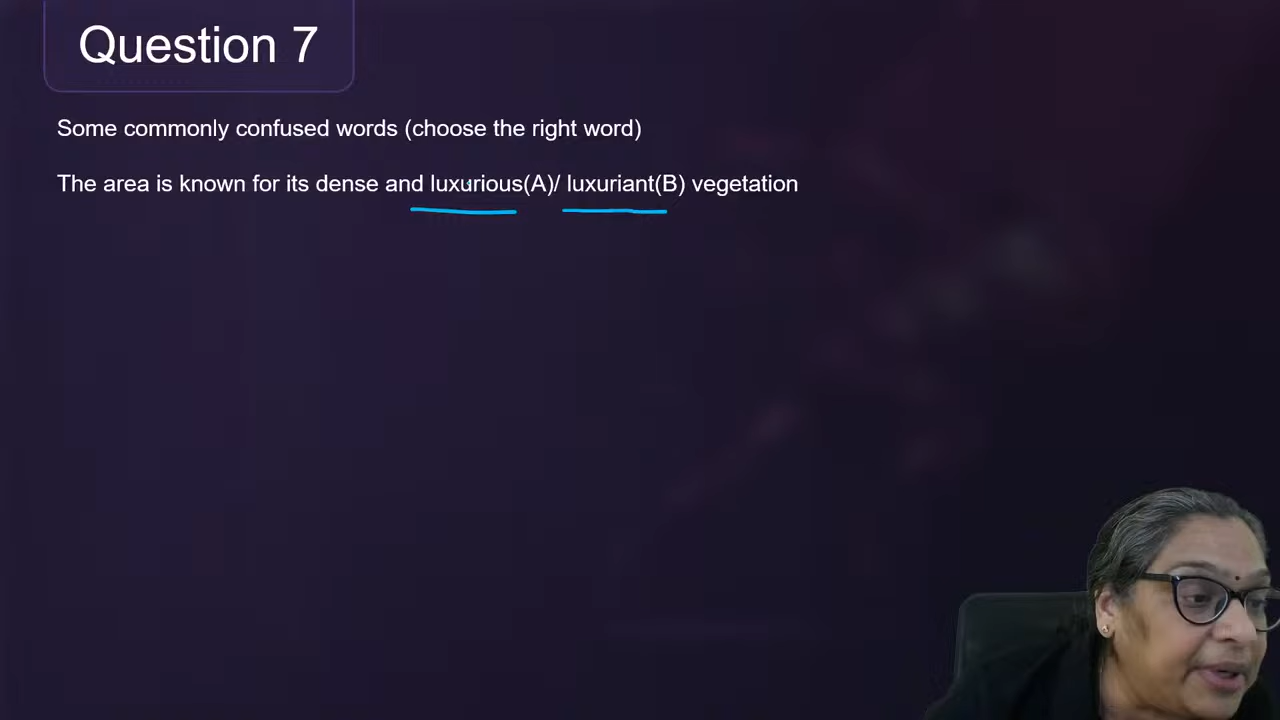 Question 7
Some commonly confused words (choose the right word)
The area is known for its dense and luxurious(A)/ luxuriant(B) vegetation